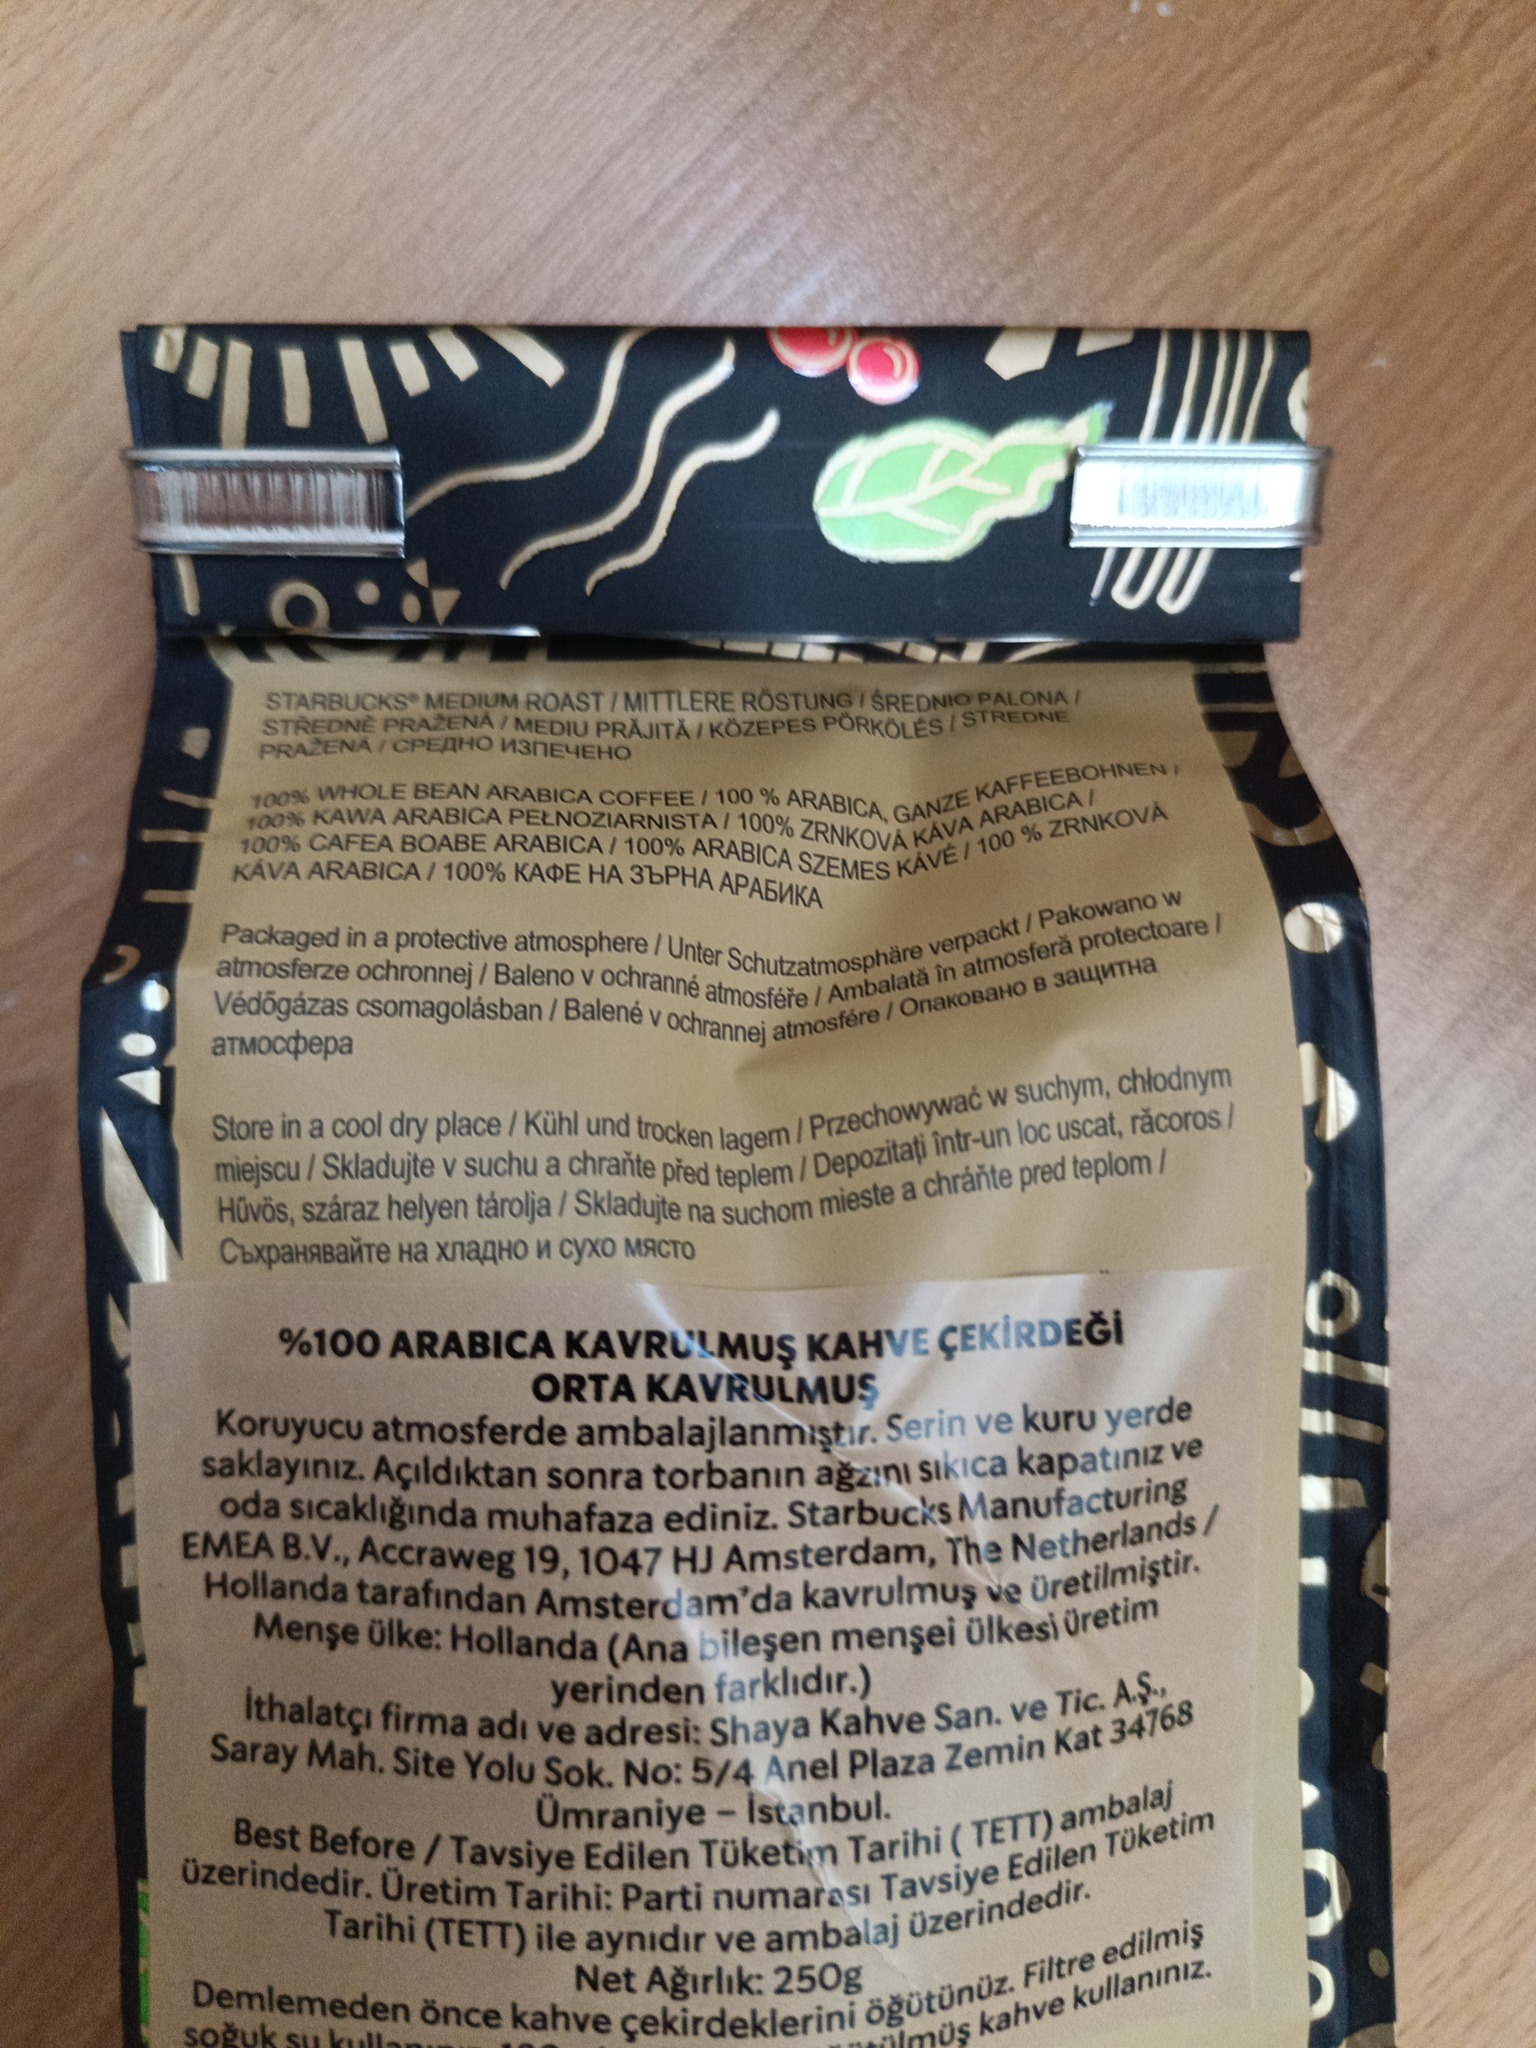 STARBUCKS® MEDIUM ROAST / MITTLERE RÖSTUNG / ŚREDNIO PALONA /
STŘEDNĚ PRAŽENÁ / MEDIU PRĂJITĂ / KÖZEPES PÖRKÖLÉS / STREDNE
PRAŽENÁ / СРЕДНО ИЗПЕЧЕНО
100% WHOLE BEAN ARABICA COFFEE / 100 % ARABICA, GANZE KAFFEEBOHNEN /
100% KAWA ARABICA PEŁNOZIARNISTA / 100% ZRNKOVÁ KÁVA ARABICA /
100% CAFEA BOABE ARABICA / 100% ARABICA SZEMES KÁVÉ / 100 % ZRNKOVÁ
KÁVA ARABICA / 100% КАФЕ НА ЗЪРНА АРАБИКА
Packaged in a protective atmosphere / Unter Schutzatmosphäre verpackt / Pakowano w
atmosferze ochronnej / Baleno v ochranné atmosféře / Ambalată în atmosferă protectoare /
Védőgázas csomagolásban / Balené v ochrannej atmosfére / Опаковано в защитна
атмосфера
Store in a cool dry place / Kühl und trocken lagern / Przechowywać w suchym, chłodnym
miejscu / Skladujte v suchu a chraňte před teplem / Depozitați într-un loc uscat, răcoros /
Hűvös, száraz helyen tárolja / Skladujte na suchom mieste a chráňte pred teplom /
Съхранявайте на хладно и сухо място
%100 ARABICA KAVRULMUŞ KAHVE ÇEKİRDEĞİ
ORTA KAVRULMUŞ
Koruyucu atmosferde ambalajlanmıştır. Serin ve kuru yerde
saklayınız. Açıldıktan sonra torbanın ağzını sıkıca kapatınız ve
oda sıcaklığında muhafaza ediniz. Starbucks Manufacturing
EMEA B.V., Accraweg 19, 1047 HJ Amsterdam, The Netherlands /
Hollanda tarafından Amsterdam'da kavrulmuş ve üretilmiştir.
Menşe ülke: Hollanda (Ana bileşen menşei ülkesi üretim
yerinden farklıdır.)
İthalatçı firma adı ve adresi: Shaya Kahve San. ve Tic. A.Ş.,
Saray Mah. Site Yolu Sok. No: 5/4 Anel Plaza Zemin Kat 34768
Ümraniye – İstanbul.
Best Before / Tavsiye Edilen Tüketim Tarihi ( TETT) ambalaj
üzerindedir. Üretim Tarihi: Parti numarası Tavsiye Edilen Tüketim
Tarihi (TETT) ile aynıdır ve ambalaj üzerindedir.
Net Ağırlık: 250g
Demlemeden önce kahve çekirdeklerini öğütünüz. Filtre edilmiş
soğuk su kahve kullanınız.